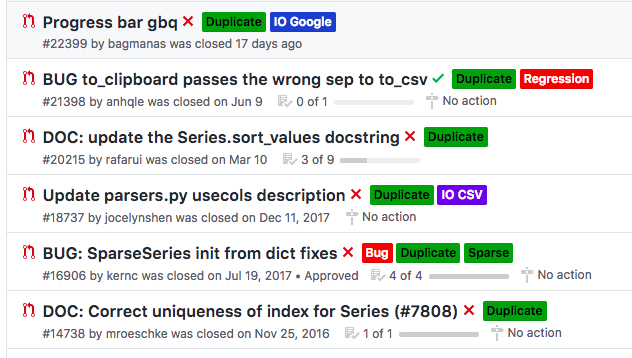 Progress bar gbq Duplicate IO Google
#22399 by bagmanas was closed 17 days ago
BUG to_clipboard passes the wrong sep to to_csv Duplicate Regression
#21398 by anhqle was closed on Jun 9 0 of 1 No action
DOC: update the Series.sort_values docstring Duplicate
#20215 by rafarui was closed on Mar 10 3 of 9
Update parsers.py usecols description Duplicate IO CSV
#18737 by jocelynshen was closed on Dec 11, 2017 No action
BUG: SparseSeries init from dict fixes Bug Duplicate Sparse
#16906 by kernc was closed on Jul 19, 2017 • Approved 4 of 4 No action
DOC: Correct uniqueness of index for Series (#7808) Duplicate
#14738 by mroeschke was closed on Nov 25, 2016 1 of 1 No action